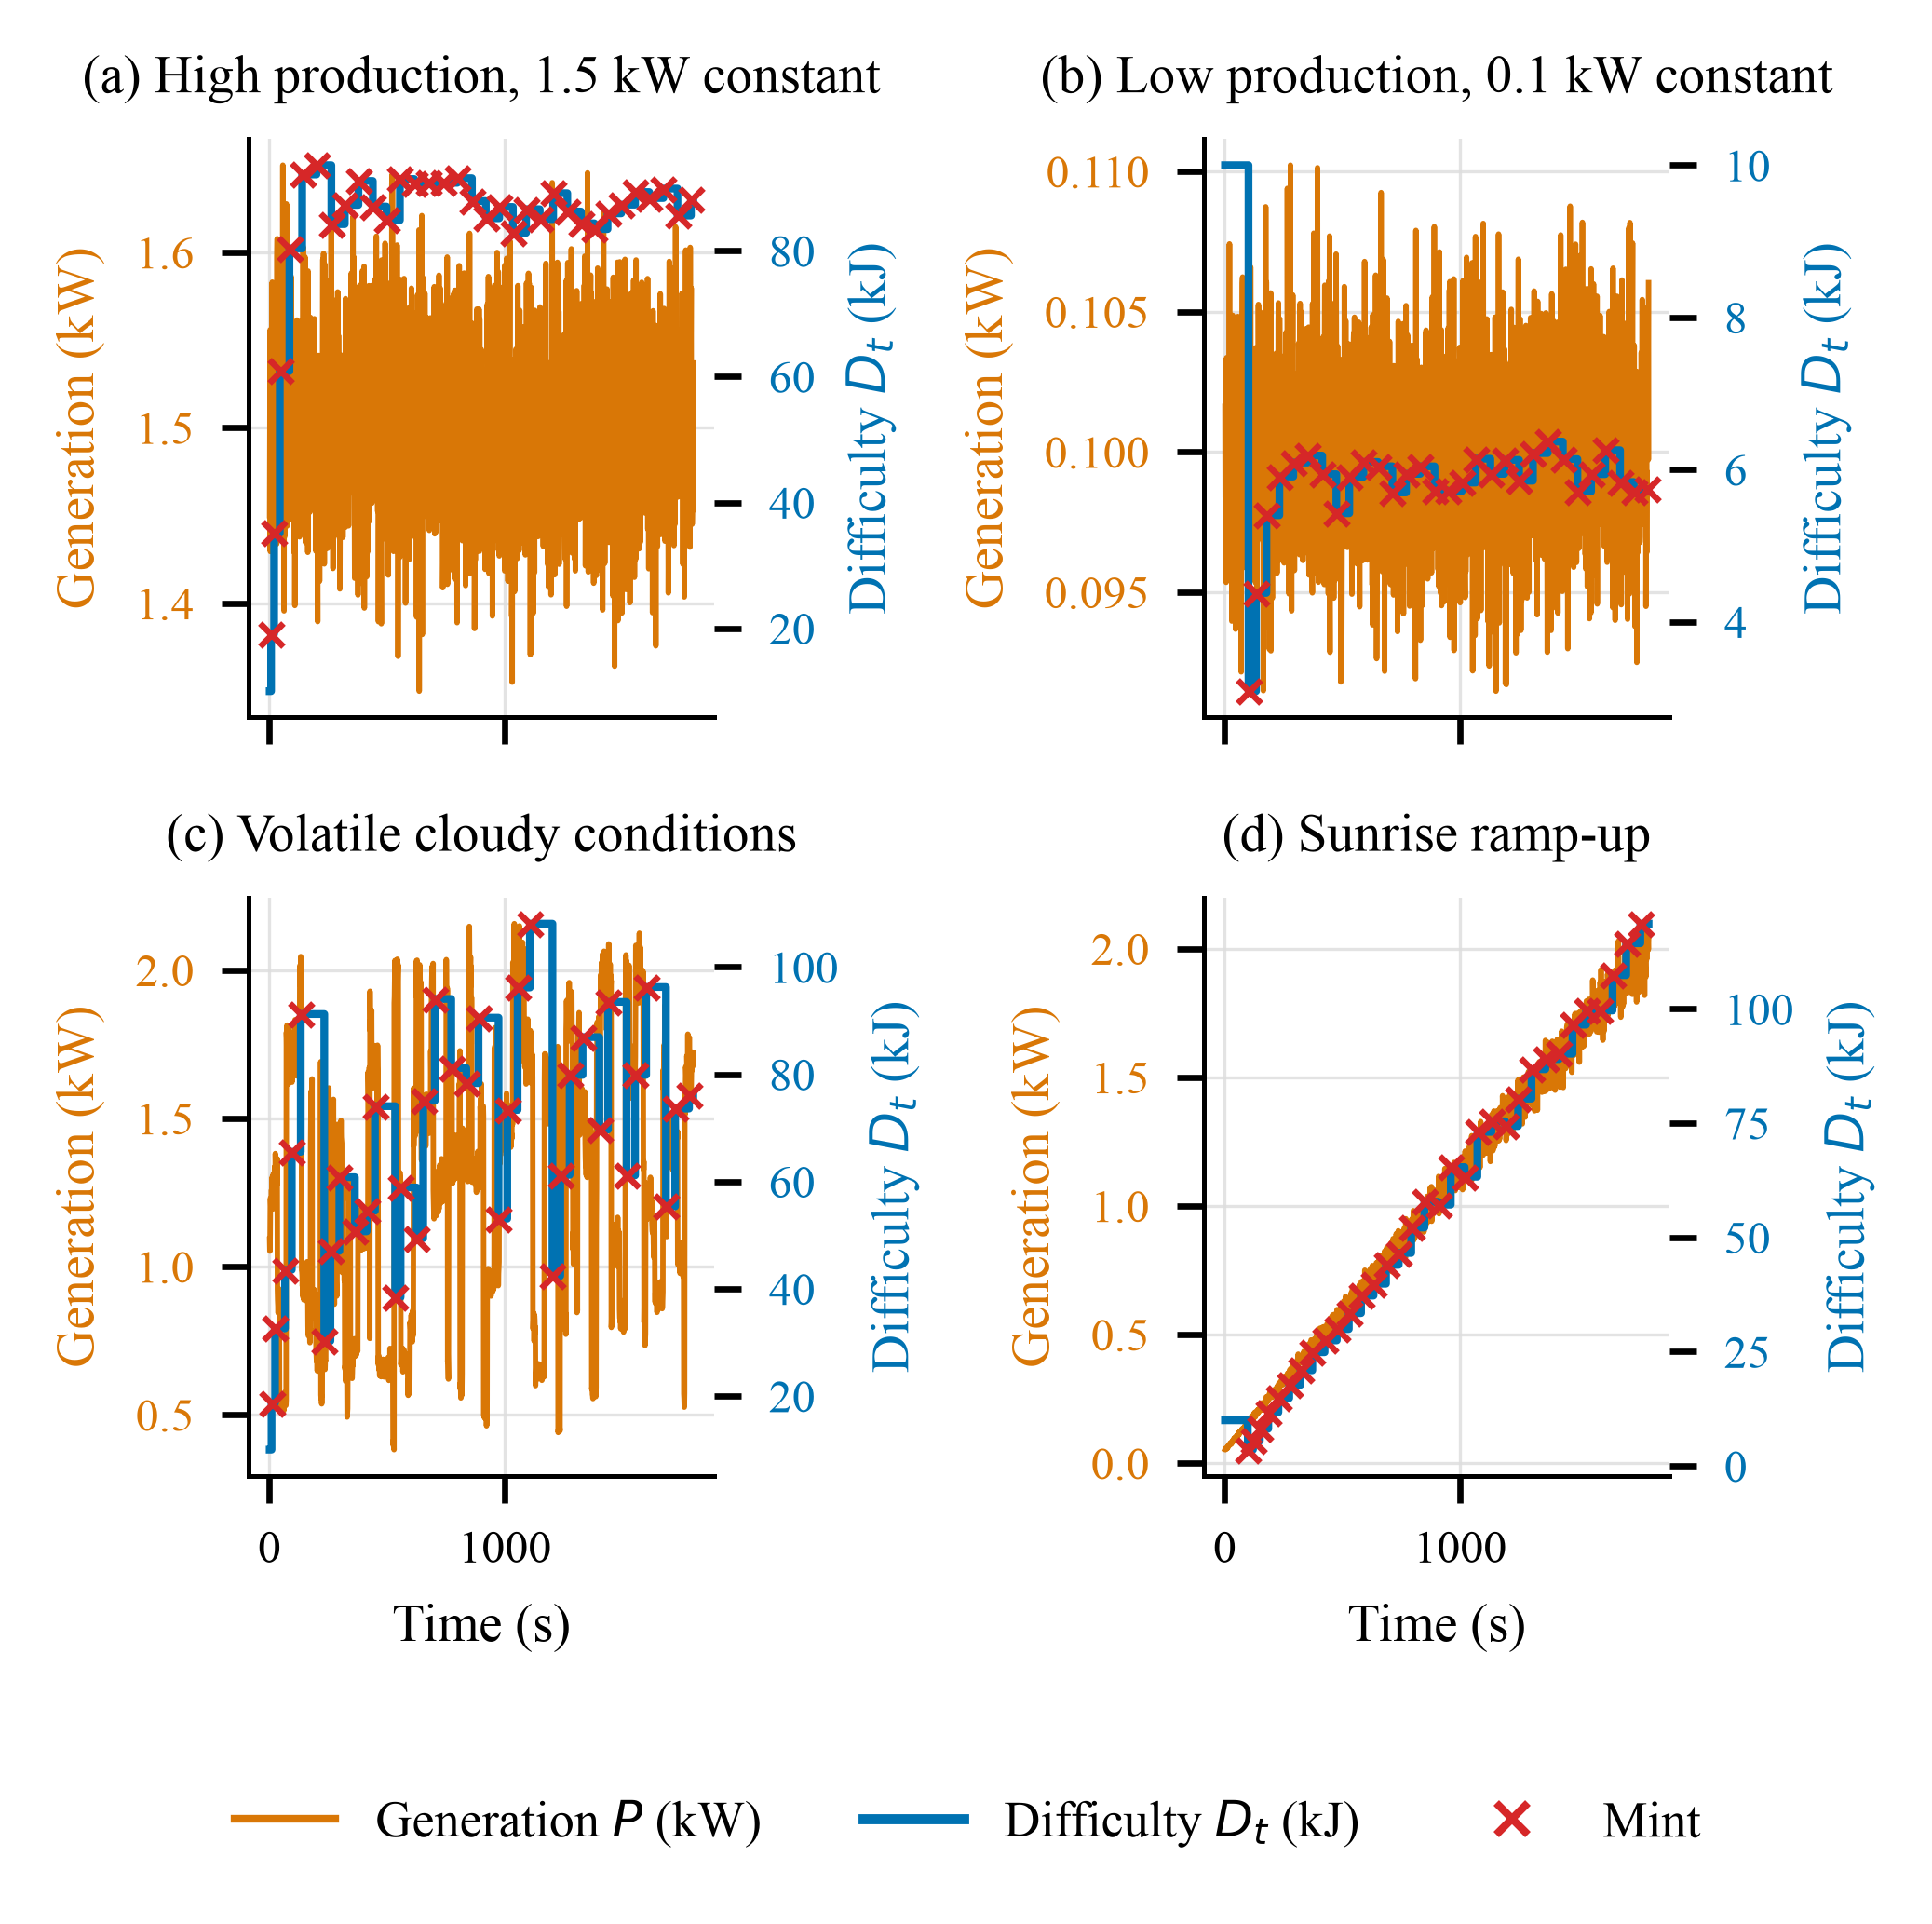 (a) High production, 1.5 kW constant
Generation (kW)
1.6
1.5
1.4
80
60
40
20
Difficulty Dt (kJ)
(b) Low production, 0.1 kW constant
Generation (kW)
0.110
0.105
0.100
0.095
10
8
6
4
Difficulty Dt (kJ)
(c) Volatile cloudy conditions
Generation (kW)
2.0
1.5
1.0
0.5
100
80
60
40
20
Difficulty Dt (kJ)
0 1000
Time (s)
(d) Sunrise ramp-up
Generation (kW)
2.0
1.5
1.0
0.5
0.0
100
75
50
25
0
Difficulty Dt (kJ)
0 1000
Time (s)
Generation P (kW) Difficulty Dt (kJ) Mint